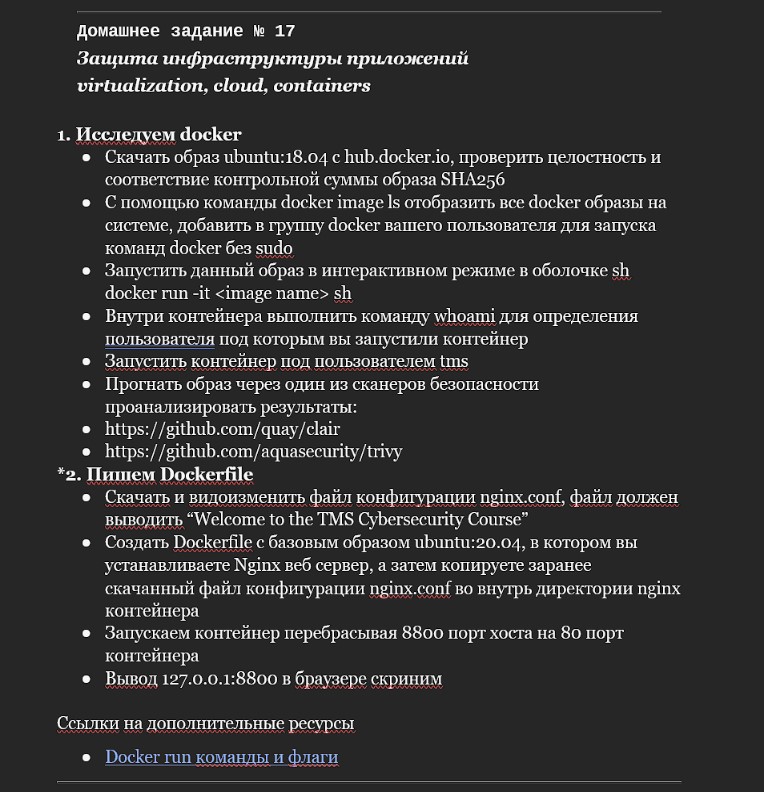 Домашнее задание № 17
Защита инфраструктуры приложений
virtualization, cloud, containers
1. Исследуем docker
● Скачать образ ubuntu:18.04 с hub.docker.io, проверить целостность и
соответствие контрольной суммы образа SHA256
● С помощью команды docker image ls отобразить все docker образы на
системе, добавить в группу docker вашего пользователя для запуска
команд docker без sudo
● Запустить данный образ в интерактивном режиме в оболочке sh
docker run -it <image name> sh
● Внутри контейнера выполнить команду whoami для определения
пользователя под которым вы запустили контейнер
● Запустить контейнер под пользователем tms
● Прогнать образ через один из сканеров безопасности
проанализировать результаты:
● https://github.com/quay/clair
● https://github.com/aquasecurity/trivy
*2. Пишем Dockerfile
● Скачать и видоизменить файл конфигурации nginx.conf, файл должен
выводить “Welcome to the TMS Cybersecurity Course”
● Создать Dockerfile с базовым образом ubuntu:20.04, в котором вы
устанавливаете Nginx веб сервер, а затем копируете заранее
скачанный файл конфигурации nginx.conf во внутрь директории nginx
контейнера
● Запускаем контейнер перебрасывая 8800 порт хоста на 80 порт
контейнера
● Вывод 127.0.0.1:8800 в браузере скриним
Ссылки на дополнительные ресурсы
● Docker run команды и флаги